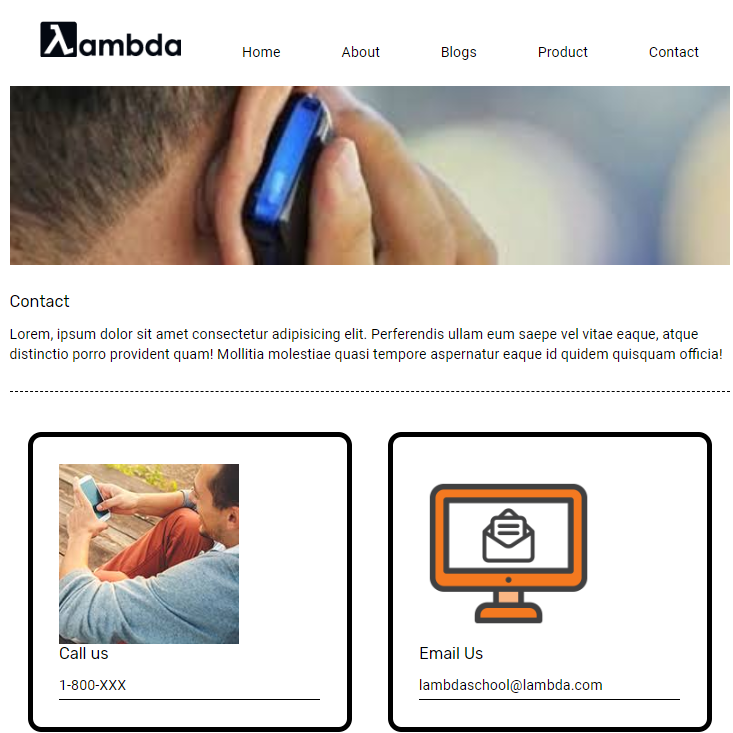 λambda
Home About Blogs Product Contact
Contact
Lorem, ipsum dolor sit amet consectetur adipisicing elit. Perferendis ullam eum saepe vel vitae eaque, atque
distinctio porro provident quam! Mollitia molestiae quasi tempore aspernatur eaque id quidem quisquam officia!
Call us
1-800-XXX
Email Us
lambdaschool@lambda.com